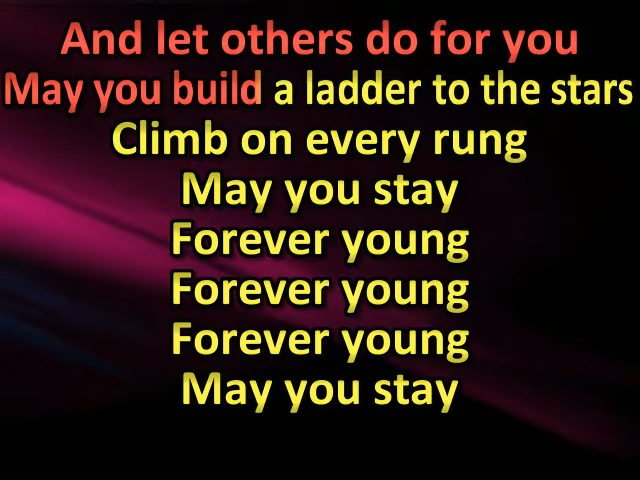 And let others do for you
May you build a ladder to the stars
Climb on every rung
May you stay
Forever young
Forever young
Forever young
May you stay